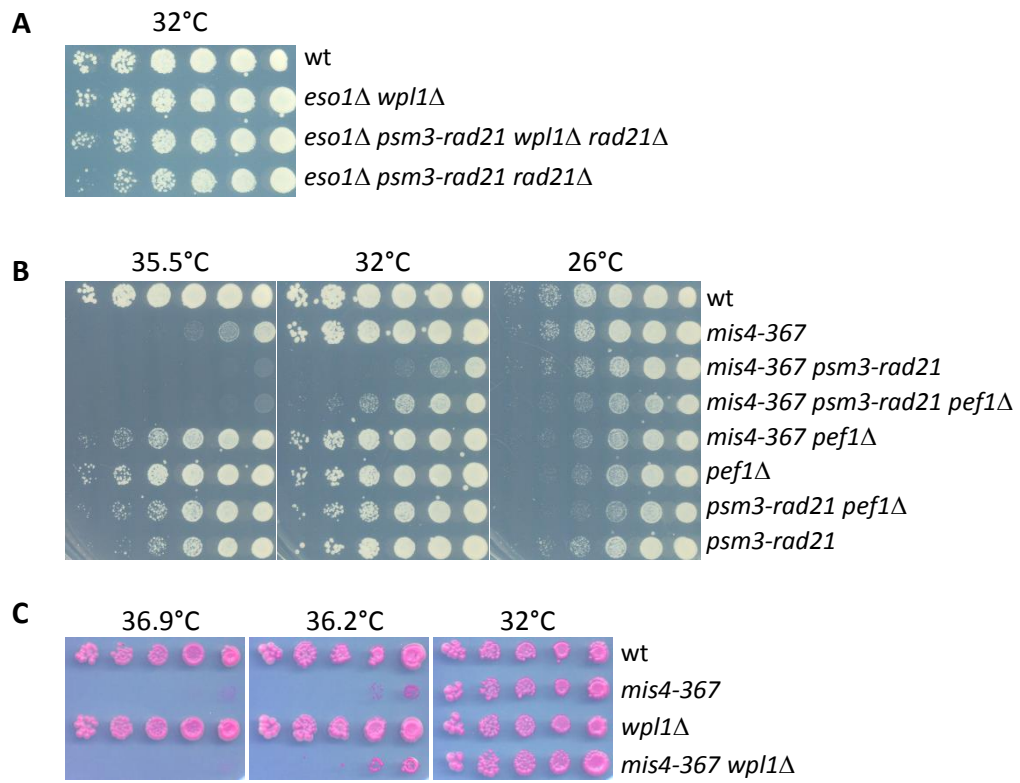 A
32°C
wt
eso1Δ wpl1Δ
eso1Δ psm3-rad21 wpl1Δ rad21Δ
eso1Δ psm3-rad21 rad21Δ
B
35.5°C 32°C 26°C
wt
mis4-367
mis4-367 psm3-rad21
mis4-367 psm3-rad21 pef1Δ
mis4-367 pef1Δ
pef1Δ
psm3-rad21 pef1Δ
psm3-rad21
C
36.9°C 36.2°C 32°C
wt
mis4-367
wpl1Δ
mis4-367 wpl1Δ